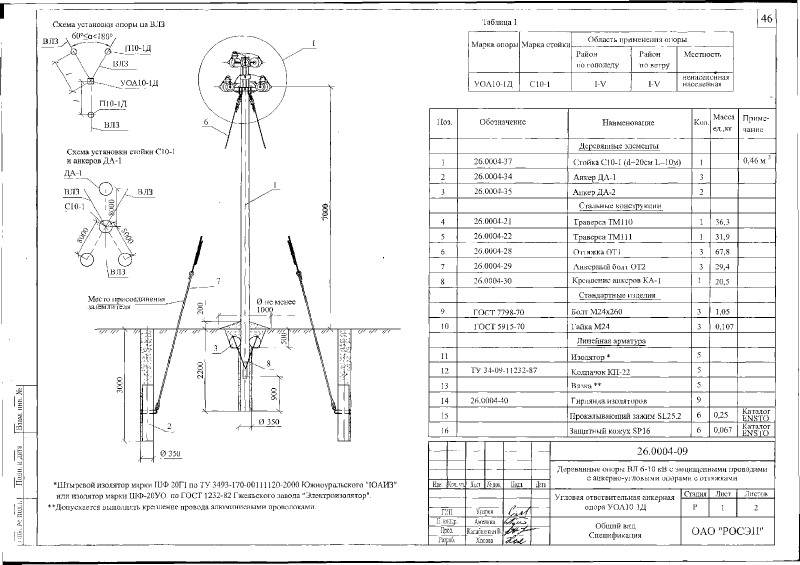 46
Схема установки опоры на ВЛЗ
60°≤α<180°
ВЛЗ
П10-1Д
ВЛЗ
УОА10-1Д
П10-1Д
ВЛЗ
Схема установки стойки С10-1
и анкеров ДА-1
ДА-1
ВЛЗ
ВЛЗ
С10-1
8000
8000
8000
ВЛЗ
1
6
1
7000
7
Место присоединения
заземлителя
Ø не менее
1000
200
500
3
8
2200
900
3000
2
Ø 350
Ø 350
*Штыревой изолятор марки ШФ 20Г1 по ТУ 3493-170-00111120-2000 Южноуральского "ЮАИЗ"
или изолятор марки ШФ-20УО по ГОСТ 1232-82 Гжельского завода "Электроизолятор".
**Допускается выполнять крепление провода алюминиевыми проволоками.
Таблица 1
Марка опоры Марка стойки Область применения опоры
Район по гололеду Район по ветру Местность
УОА10-1Д С10-1 I-V I-V ненаселенная
населенная
Поз. Обозначение Наименование Кол. Масса ед.,кг Приме-чание
Деревянные элементы
1 26.0004-37 Стойка С10-1 (d=20см L=10м) 1 0,46 м³
2 26.0004-34 Анкер ДА-1 3
3 26.0004-35 Анкер ДА-2 2
Стальные конструкции
4 26.0004-21 Траверса ТМ110 1 36,3
5 26.0004-22 Траверса ТМ111 1 31,9
6 26.0004-28 Оттяжка ОТ1 3 67,8
7 26.0004-29 Анкерный болт ОТ2 3 29,4
8 26.0004-30 Крепление анкеров КА-1 1 20,5
Стандартные изделия
9 ГОСТ 7798-70 Болт М24х260 3 1,05
10 ГОСТ 5915-70 Гайка М24 3 0,107
Линейная арматура
11 Изолятор * 5
12 ТУ 34-09-11232-87 Колпачок КП-22 5
13 Вязка ** 5
14 26.0004-40 Гирлянда изоляторов 9
15 Прокалывающий зажим SL25.2 6 0,25 Каталог ENSTO
16 Защитный кожух SP16 6 0,067 Каталог ENSTO
26.0004-09
Деревянные опоры ВЛ 6-10 кВ с защищенными проводами
с анкерно-угловыми опорами с оттяжками
Изм. Кол.уч. Лист №док. Подп. Дата
Угловая ответвительная анкерная
опора УОА10-1Д
Стадия Лист Листов
Р 1 2
ГИП
Н.контр.
Пров.
Разраб.
Общий вид
Спецификация
ОАО "РОСЭП"
Взам. инв. №
Подп. и дата
Инв. № подл.